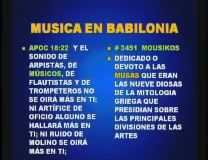 MUSICA EN BABILONIA
APOC 18:22 Y EL
SONIDO DE
ARPISTAS, DE
MÚSICOS, DE
FLAUTISTAS Y DE
TROMPETEROS NO
SE OIRÁ MAS EN TI;
NI ARTÍFICE DE
OFICIO ALGUNO SE
HALLARÁ MÁS EN
TI; NI RUIDO DE
MOLINO SE OIRÁ
MÁS EN TI;
# 3451 MOUSIKOS
DEDICADO O
DEVOTO A LAS
MUSAS QUE ERAN
LAS NUEVE DIOSAS
DE LA MITOLOGIA
GRIEGA QUE
PRESIDIAN SOBRE
LAS PRINCIPALES
DIVISIONES DE LAS
ARTES